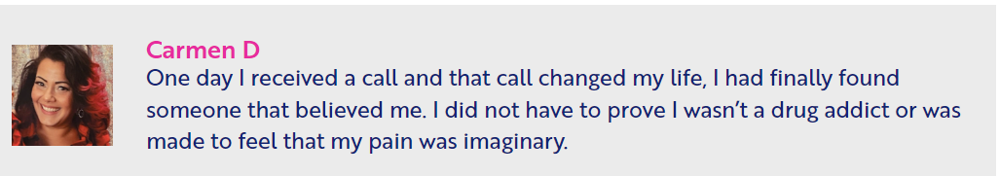 Carmen D
One day I received a call and that call changed my life, I had finally found
someone that believed me. I did not have to prove I wasn’t a drug addict or was
made to feel that my pain was imaginary.